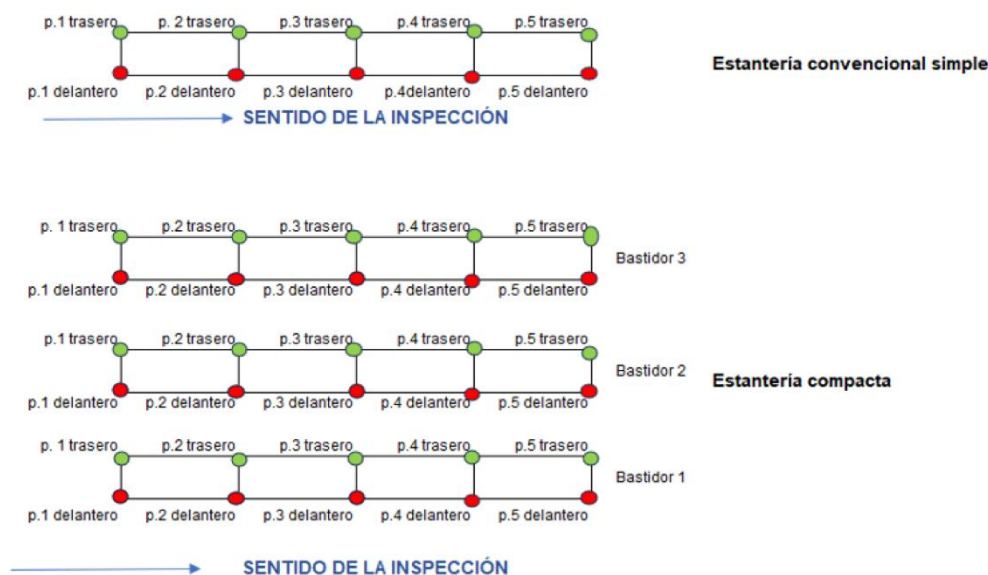 p.1 trasero p. 2 trasero p.3 trasero p.4 trasero p.5 trasero
Estantería convencional simple
p.1 delantero p.2 delantero p.3 delantero p.4delantero p.5 delantero
SENTIDO DE LA INSPECCIÓN
p. 1 trasero p.2 trasero p.3 trasero p.4 trasero p.5 trasero
Bastidor 3
p.1 delantero p.2 delantero p.3 delantero p.4 delantero p.5 delantero
p.1 trasero p.2 trasero p.3 trasero p.4 trasero p.5 trasero
Bastidor 2
Estantería compacta
p.1 delantero p.2 delantero p.3 delantero p.4 delantero p.5 delantero
p. 1 trasero p.2 trasero p.3 trasero p.4 trasero p.5 trasero
Bastidor 1
p.1 delantero p.2 delantero p.3 delantero p.4 delantero p.5 delantero
SENTIDO DE LA INSPECCIÓN